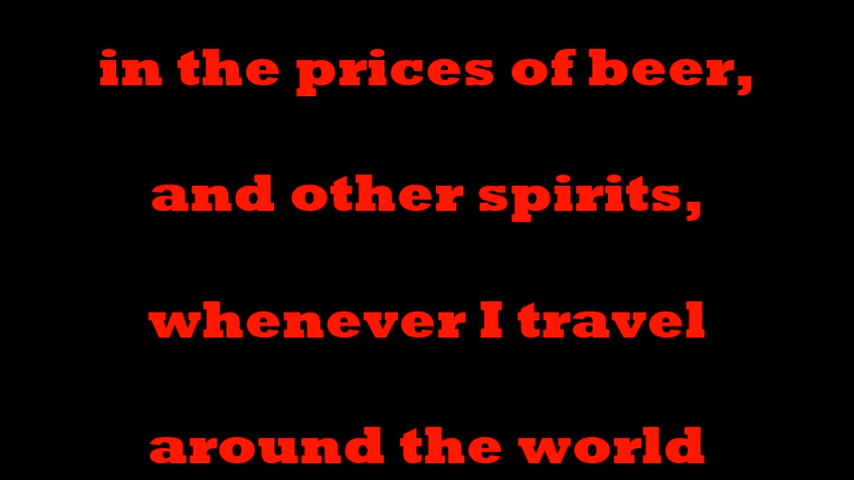 in the prices of beer,
and other spirits,
whenever I travel
around the world